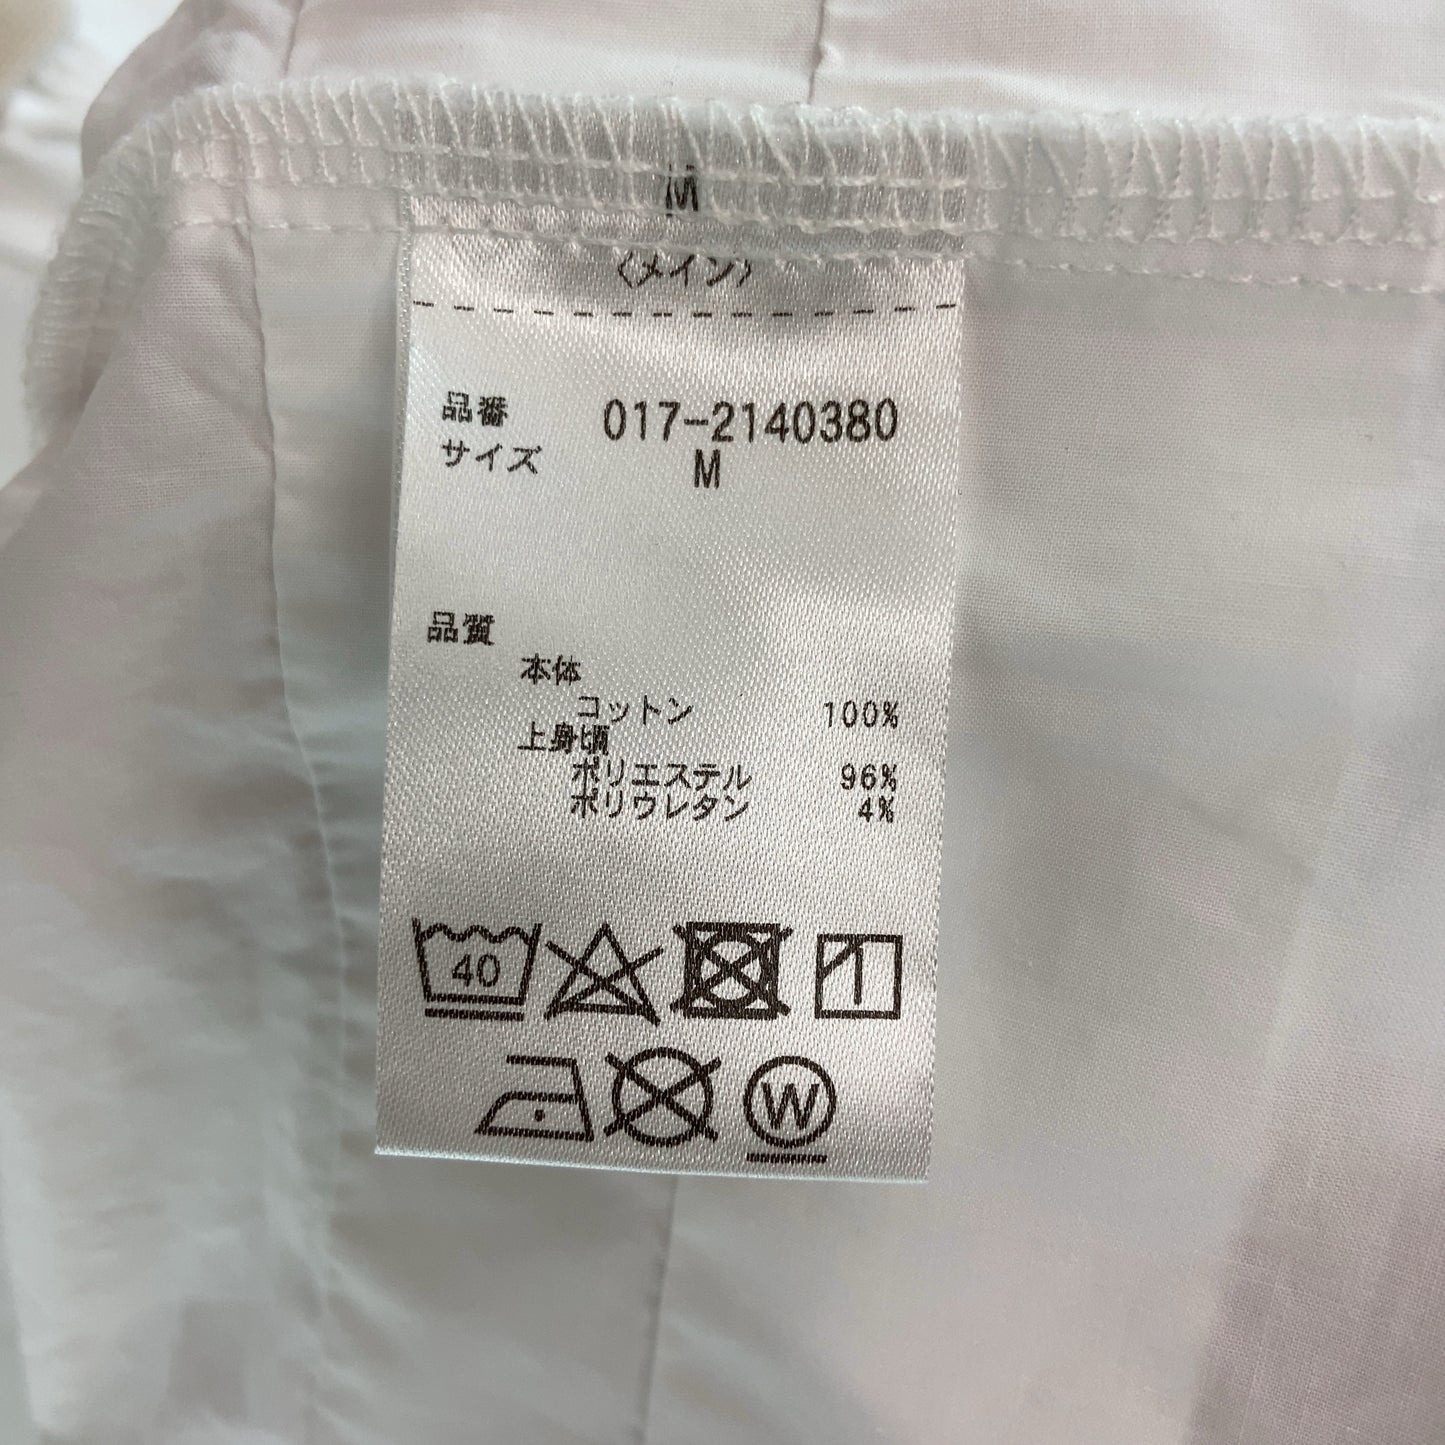 M
〈メイン〉
品番 017-2140380
サイズ M
品質
本体
コットン 100%
上身頃
ポリエステル 96%
ポリウレタン 4%
40
W